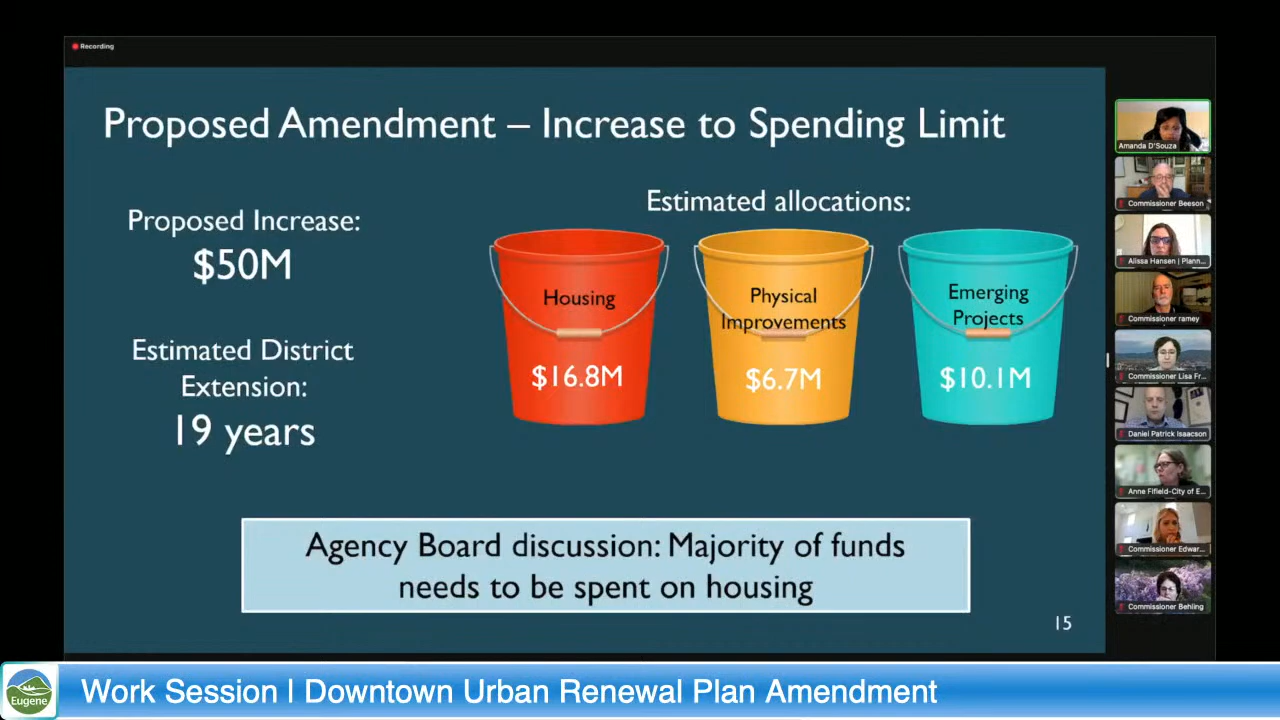 Recording
Proposed Amendment – Increase to Spending Limit
Proposed Increase:
$50M
Estimated District
Extension:
19 years
Estimated allocations:
Housing
$16.8M
Physical
Improvements
$6.7M
Emerging
Projects
$10.1M
Agency Board discussion: Majority of funds
needs to be spent on housing
15
Amanda D'Souza
Commissioner Beeson
Alissa Hansen | Plann...
Commissioner ramey
Commissioner Lisa Fr...
Daniel Patrick Isaacson
Anne Fifield-City of E...
Commissioner Edwar...
Commissioner Behling
Eugene
Work Session | Downtown Urban Renewal Plan Amendment